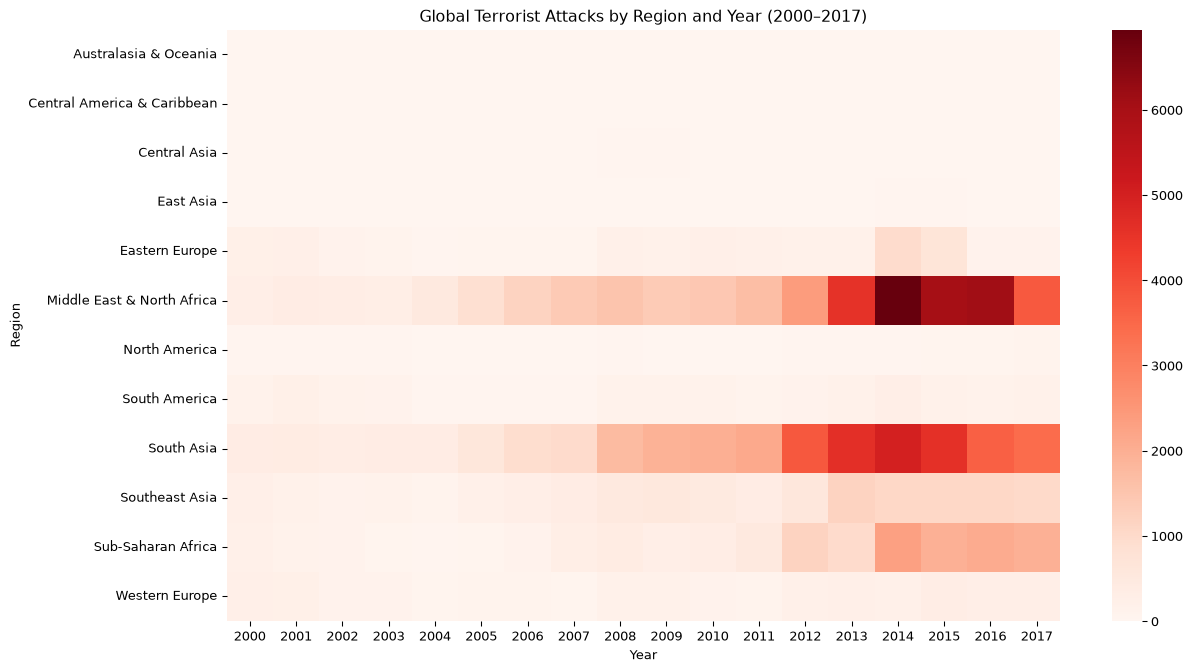 Global Terrorist Attacks by Region and Year (2000–2017)
Region
Australasia & Oceania
Central America & Caribbean
Central Asia
East Asia
Eastern Europe
Middle East & North Africa
North America
South America
South Asia
Southeast Asia
Sub-Saharan Africa
Western Europe
2000 2001 2002 2003 2004 2005 2006 2007 2008 2009 2010 2011 2012 2013 2014 2015 2016 2017
Year
6000
5000
4000
3000
2000
1000
0